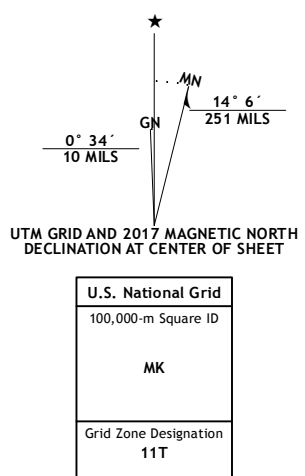 MN
GN
14° 6´
251 MILS
0° 34´
10 MILS
UTM GRID AND 2017 MAGNETIC NORTH
DECLINATION AT CENTER OF SHEET
U.S. National Grid
100,000-m Square ID
MK
Grid Zone Designation
11T